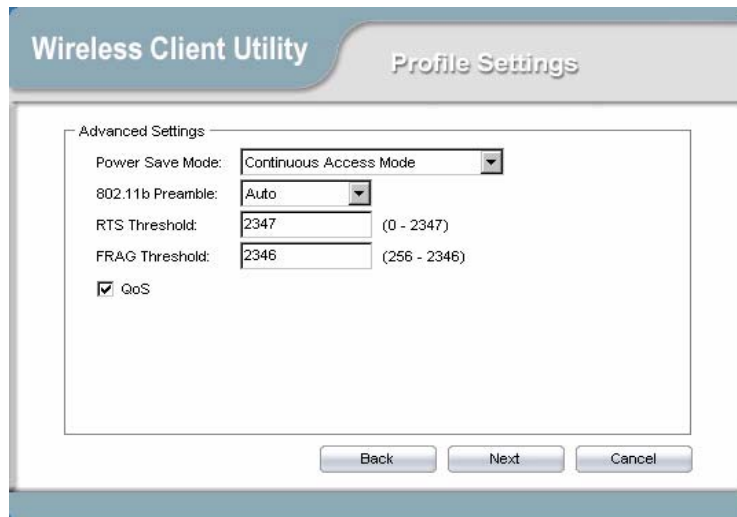 Wireless Client Utility
Profile Settings
Advanced Settings
Power Save Mode: Continuous Access Mode
802.11b Preamble: Auto
RTS Threshold: 2347 (0 - 2347)
FRAG Threshold: 2346 (256 - 2346)
QoS
Back Next Cancel